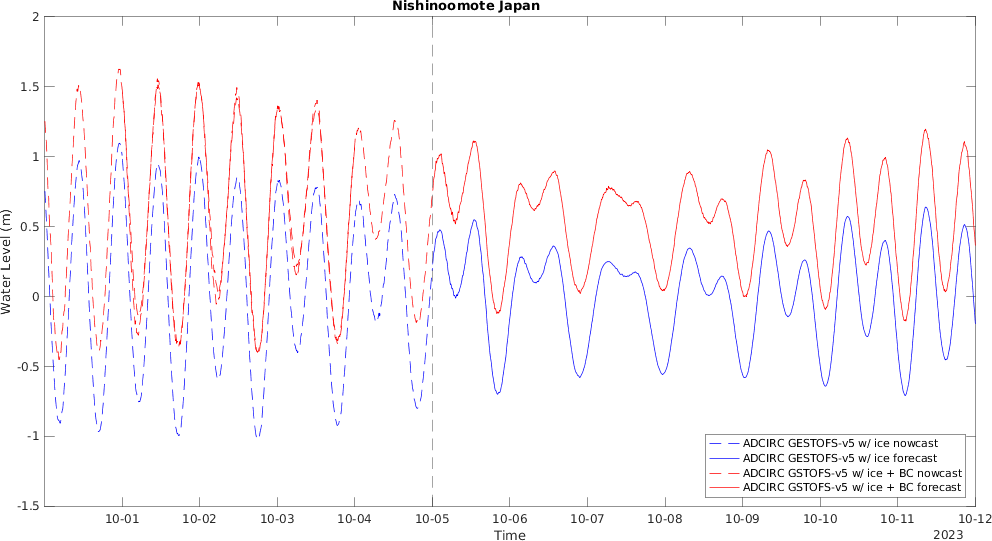 Nishinoomote Japan
2
1.5
1
0.5
0
-0.5
-1
-1.5
Water Level (m)
10-01 10-02 10-03 10-04 10-05 10-06 10-07 10-08 10-09 10-10 10-11 10-12
Time
2023
ADCIRC GESTOFS-v5 w/ ice nowcast
ADCIRC GESTOFS-v5 w/ ice forecast
ADCIRC GSTOFS-v5 w/ ice + BC nowcast
ADCIRC GSTOFS-v5 w/ ice + BC forecast